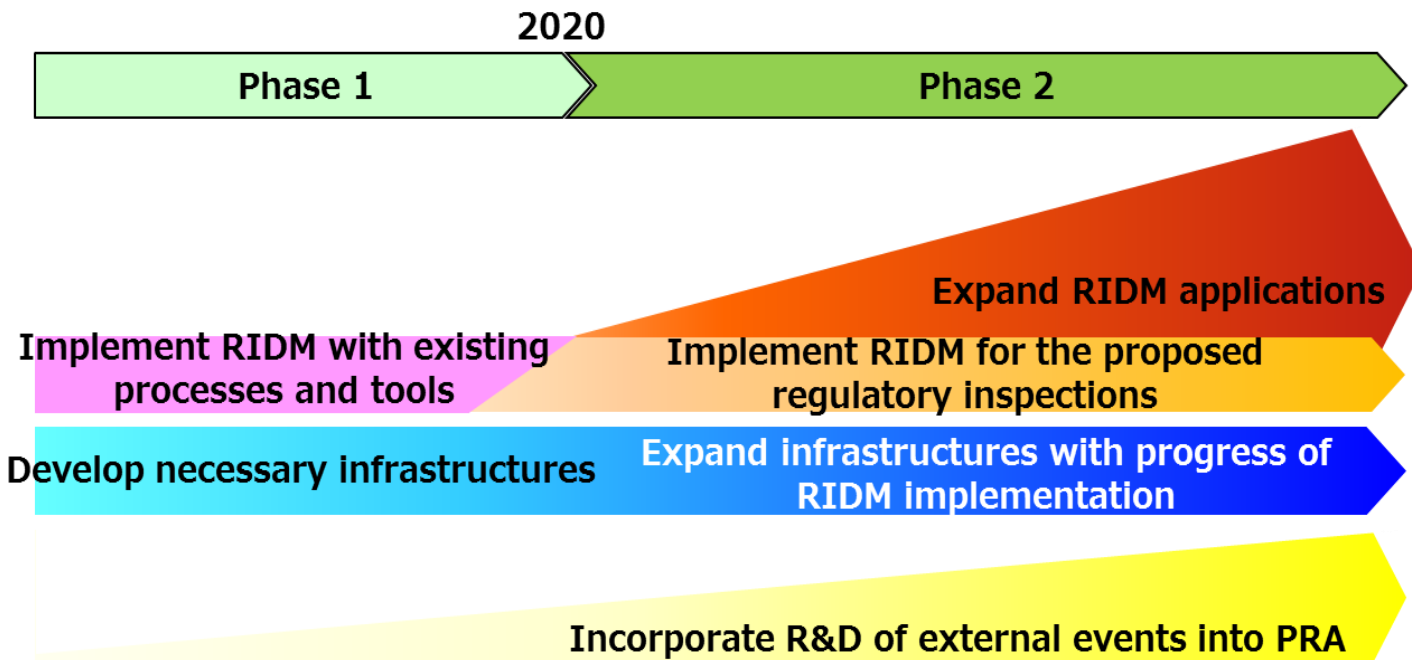 2020
Phase 1
Phase 2
Expand RIDM applications
Implement RIDM with existing
processes and tools
Implement RIDM for the proposed
regulatory inspections
Develop necessary infrastructures
Expand infrastructures with progress of
RIDM implementation
Incorporate R&D of external events into PRA